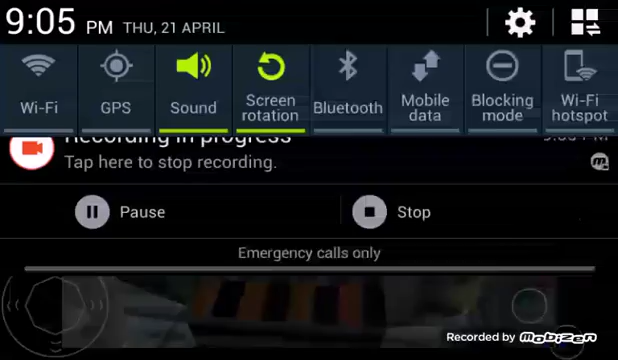 9:05 PM THU, 21 APRIL
Wi-Fi
GPS
Sound
Screen rotation
Bluetooth
Mobile data
Blocking mode
Wi-Fi hotspot
Recording in progress
Tap here to stop recording.
Pause
Stop
Emergency calls only
Recorded by mobizen